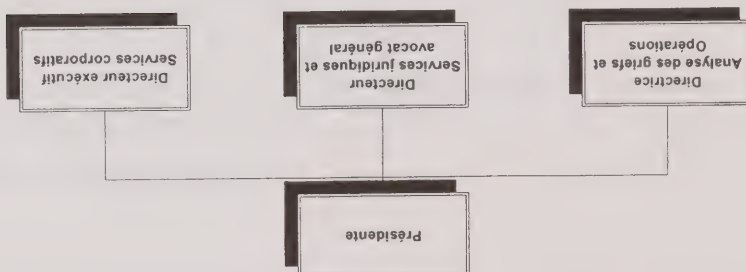 Présidente
Directrice
Analyse des griefs et
Opérations
Directeur
Services juridiques et
avocat général
Directeur exécutif
Services corporatifs